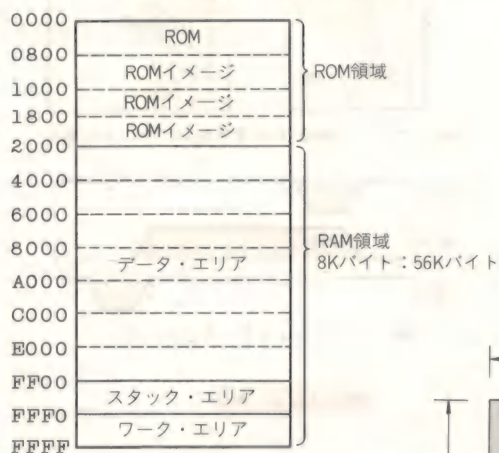 0000
ROM
0800
ROMイメージ
ROM領域
1000
ROMイメージ
1800
ROMイメージ
2000
4000
6000
8000
RAM領域
8Kバイト:56Kバイト
データ・エリア
A000
C000
E000
FF00
スタック・エリア
FFF0
ワーク・エリア
FFFF